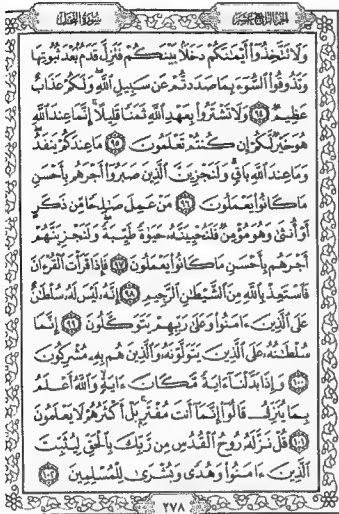 الجزء الرابع عشر سورة النحل
وَلَا تَتَّخِذُوٓا۟ أَيْمَـٰنَكُمْ دَخَلًۢا بَيْنَكُمْ فَتَزِلَّ قَدَمٌۢ بَعْدَ ثُبُوتِهَا
وَتَذُوقُوا۟ ٱلسُّوٓءَ بِمَا صَدَدتُّمْ عَن سَبِيلِ ٱللَّهِ وَلَكُمْ عَذَابٌ
عَظِيمٌ ٩٤ وَلَا تَشْتَرُوا۟ بِعَهْدِ ٱللَّهِ ثَمَنًا قَلِيلًا إِنَّمَا عِندَ ٱللَّهِ
هُوَ خَيْرٌ لَّكُمْ إِن كُنتُمْ تَعْلَمُونَ ٩٥ مَا عِندَكُمْ يَنفَدُ
وَمَا عِندَ ٱللَّهِ بَاقٍ وَلَنَجْزِيَنَّ ٱلَّذِينَ صَبَرُوٓا۟ أَجْرَهُم بِأَحْسَنِ
مَا كَانُوا۟ يَعْمَلُونَ ٩٦ مَنْ عَمِلَ صَـٰلِحًا مِّن ذَكَرٍ
أَوْ أُنثَىٰ وَهُوَ مُؤْمِنٌ فَلَنُحْيِيَنَّهُۥ حَيَوٰةً طَيِّبَةً وَلَنَجْزِيَنَّهُمْ
أَجْرَهُم بِأَحْسَنِ مَا كَانُوا۟ يَعْمَلُونَ ٩٧ فَإِذَا قَرَأْتَ ٱلْقُرْءَانَ
فَٱسْتَعِذْ بِٱللَّهِ مِنَ ٱلشَّيْطَـٰنِ ٱلرَّجِيمِ ٩٨ إِنَّهُۥ لَيْسَ لَهُۥ سُلْطَـٰنٌ
عَلَى ٱلَّذِينَ ءَامَنُوا۟ وَعَلَىٰ رَبِّهِمْ يَتَوَكَّلُونَ ٩٩ إِنَّمَا
سُلْطَـٰنُهُۥ عَلَى ٱلَّذِينَ يَتَوَلَّوْنَهُۥ وَٱلَّذِينَ هُم بِهِۦ مُشْرِكُونَ
١٠٠ وَإِذَا بَدَّلْنَآ ءَايَةً مَّكَانَ ءَايَةٍ وَٱللَّهُ أَعْلَمُ
بِمَا يُنَزِّلُ قَالُوٓا۟ إِنَّمَآ أَنتَ مُفْتَرٍۭ بَلْ أَكْثَرُهُمْ لَا يَعْلَمُونَ
١٠١ قُلْ نَزَّلَهُۥ رُوحُ ٱلْقُدُسِ مِن رَّبِّكَ بِٱلْحَقِّ لِيُثَبِّتَ
ٱلَّذِينَ ءَامَنُوا۟ وَهُدًى وَبُشْرَىٰ لِلْمُسْلِمِينَ ١٠٢
٢٧٨